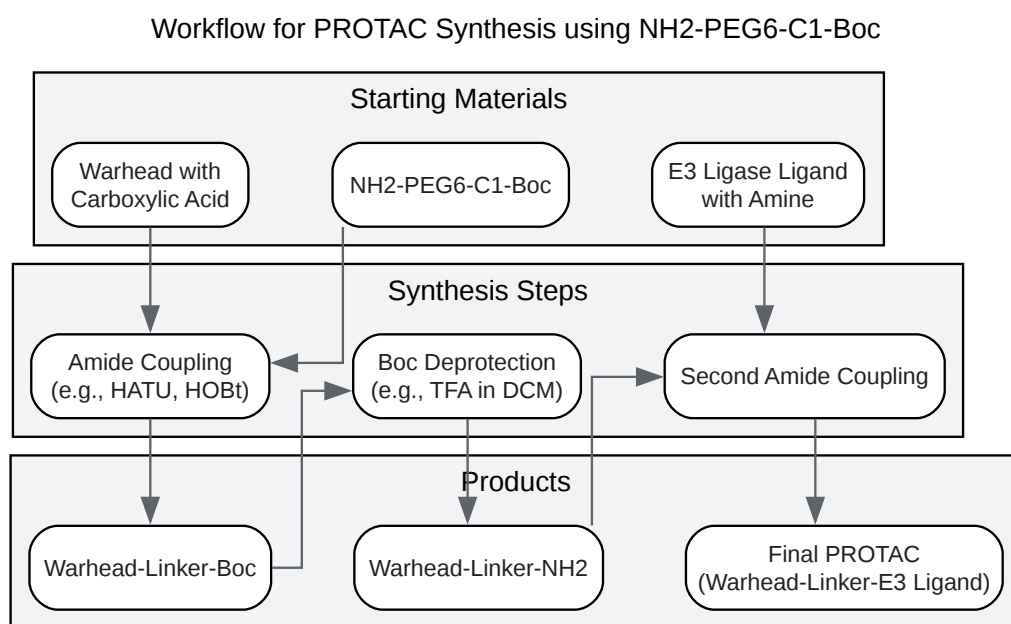 Workflow for PROTAC Synthesis using NH2-PEG6-C1-Boc
Starting Materials
Warhead with
Carboxylic Acid
NH2-PEG6-C1-Boc
E3 Ligase Ligand
with Amine
Synthesis Steps
Amide Coupling
(e.g., HATU, HOBt)
Boc Deprotection
(e.g., TFA in DCM)
Second Amide Coupling
Products
Warhead-Linker-Boc
Warhead-Linker-NH2
Final PROTAC
(Warhead-Linker-E3 Ligand)